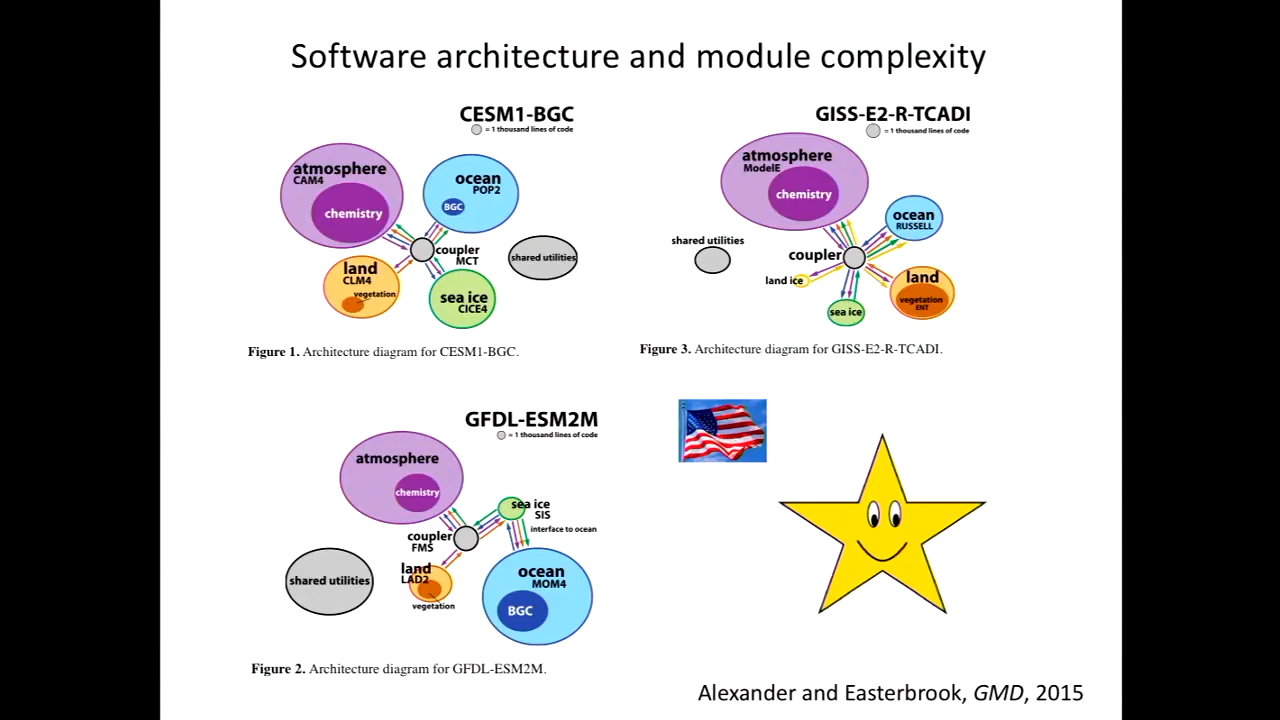 Software architecture and module complexity
CESM1-BGC
= 1 thousand lines of code
atmosphere
CAM4
chemistry
ocean
POP2
BGC
coupler
MCT
shared utilities
land
CLM4
vegetation
sea ice
CICE4
Figure 1. Architecture diagram for CESM1-BGC.
GISS-E2-R-TCADI
= 1 thousand lines of code
atmosphere
ModelE
chemistry
ocean
RUSSELL
shared utilities
coupler
land ice
land
vegetation
ENT
sea ice
Figure 3. Architecture diagram for GISS-E2-R-TCADI.
GFDL-ESM2M
= 1 thousand lines of code
atmosphere
chemistry
sea ice
SIS
interface to ocean
coupler
FMS
land
LAD2
vegetation
shared utilities
ocean
MOM4
BGC
Figure 2. Architecture diagram for GFDL-ESM2M.
Alexander and Easterbrook, GMD, 2015